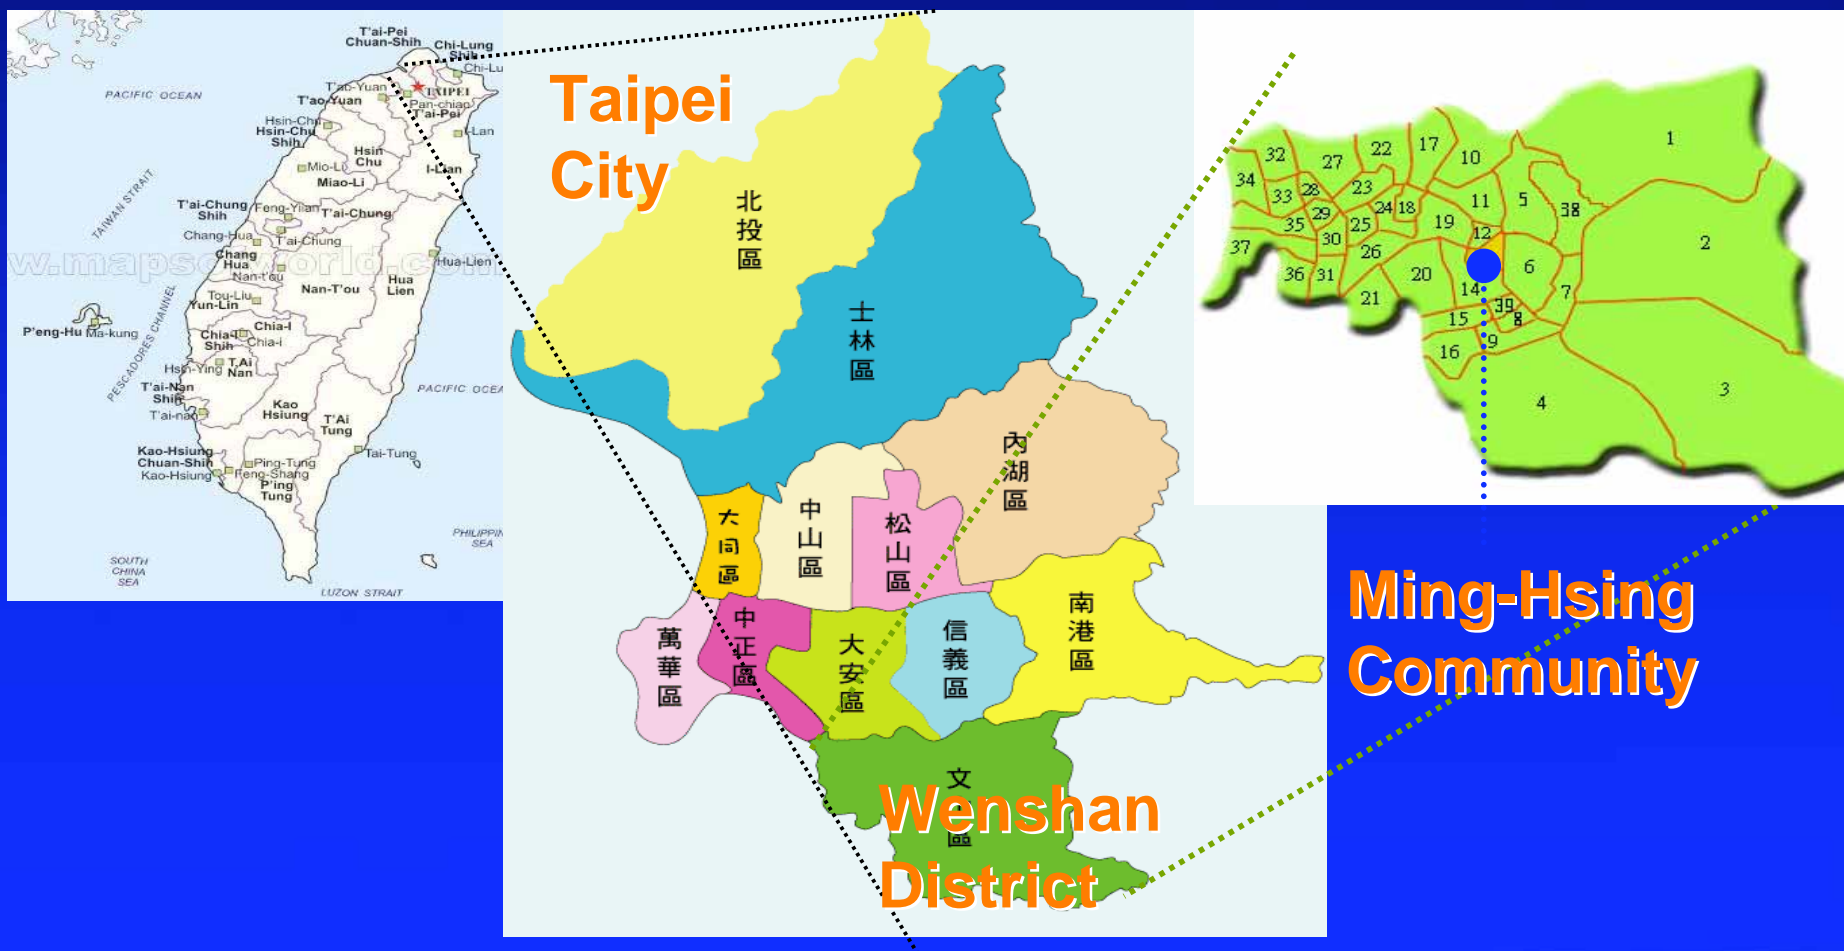 T'ai-Pei
Chuan-Shih
Chi-Lung
Shih
Chi-Lu
PACIFIC OCEAN
T'ao-Yuan
T'ao-Yuan
TAIPEI
Pan-chiao
T'ai-Pei
Hsin-Chu
Hsin-Chu
Shih
I-Lan
Hsin
Chu
Mio-Li
Miao-Li
I-Lian
TAIWAN STRAIT
T'ai-Chung
Shih
Feng-Yilan
T'ai-Chung
Chang-Hua
T'ai-Chung
Chang
Hua
Nan-t'ou
Hua-Lien
w.mapsofworld.com
Nan-T'ou
Hua
Lien
Tou-Liu
Yun-Lin
P'eng-Hu
Ma-kung
PESCADORES CHANNEL
Chia-I
Shih
Chia-I
Chia-i
Hsin-Ying
T.Ai
Nan
T'ai-Nan
Shih
T'ai-nan
PACIFIC OCEA
Kao
Hsiung
T'Ai
Tung
Kao-Hsiung
Chuan-Shih
Kao-Hsiung
Ping-Tung
Feng-Shang
P'ing
Tung
Tai-Tung
PHILIPPIN
SEA
SOUTH
CHINA
SEA
LUZON STRAIT
Taipei
City
北投區
士林區
內湖區
大同區
中山區
松山區
萬華區
中正區
大安區
信義區
南港區
文
區
Wenshan
District
1
2
3
4
5
6
7
8
9
10
11
12
14
15
16
17
18
19
20
21
22
23
24
25
26
27
28
29
30
31
32
33
34
35
36
37
38
39
Ming-Hsing
Community